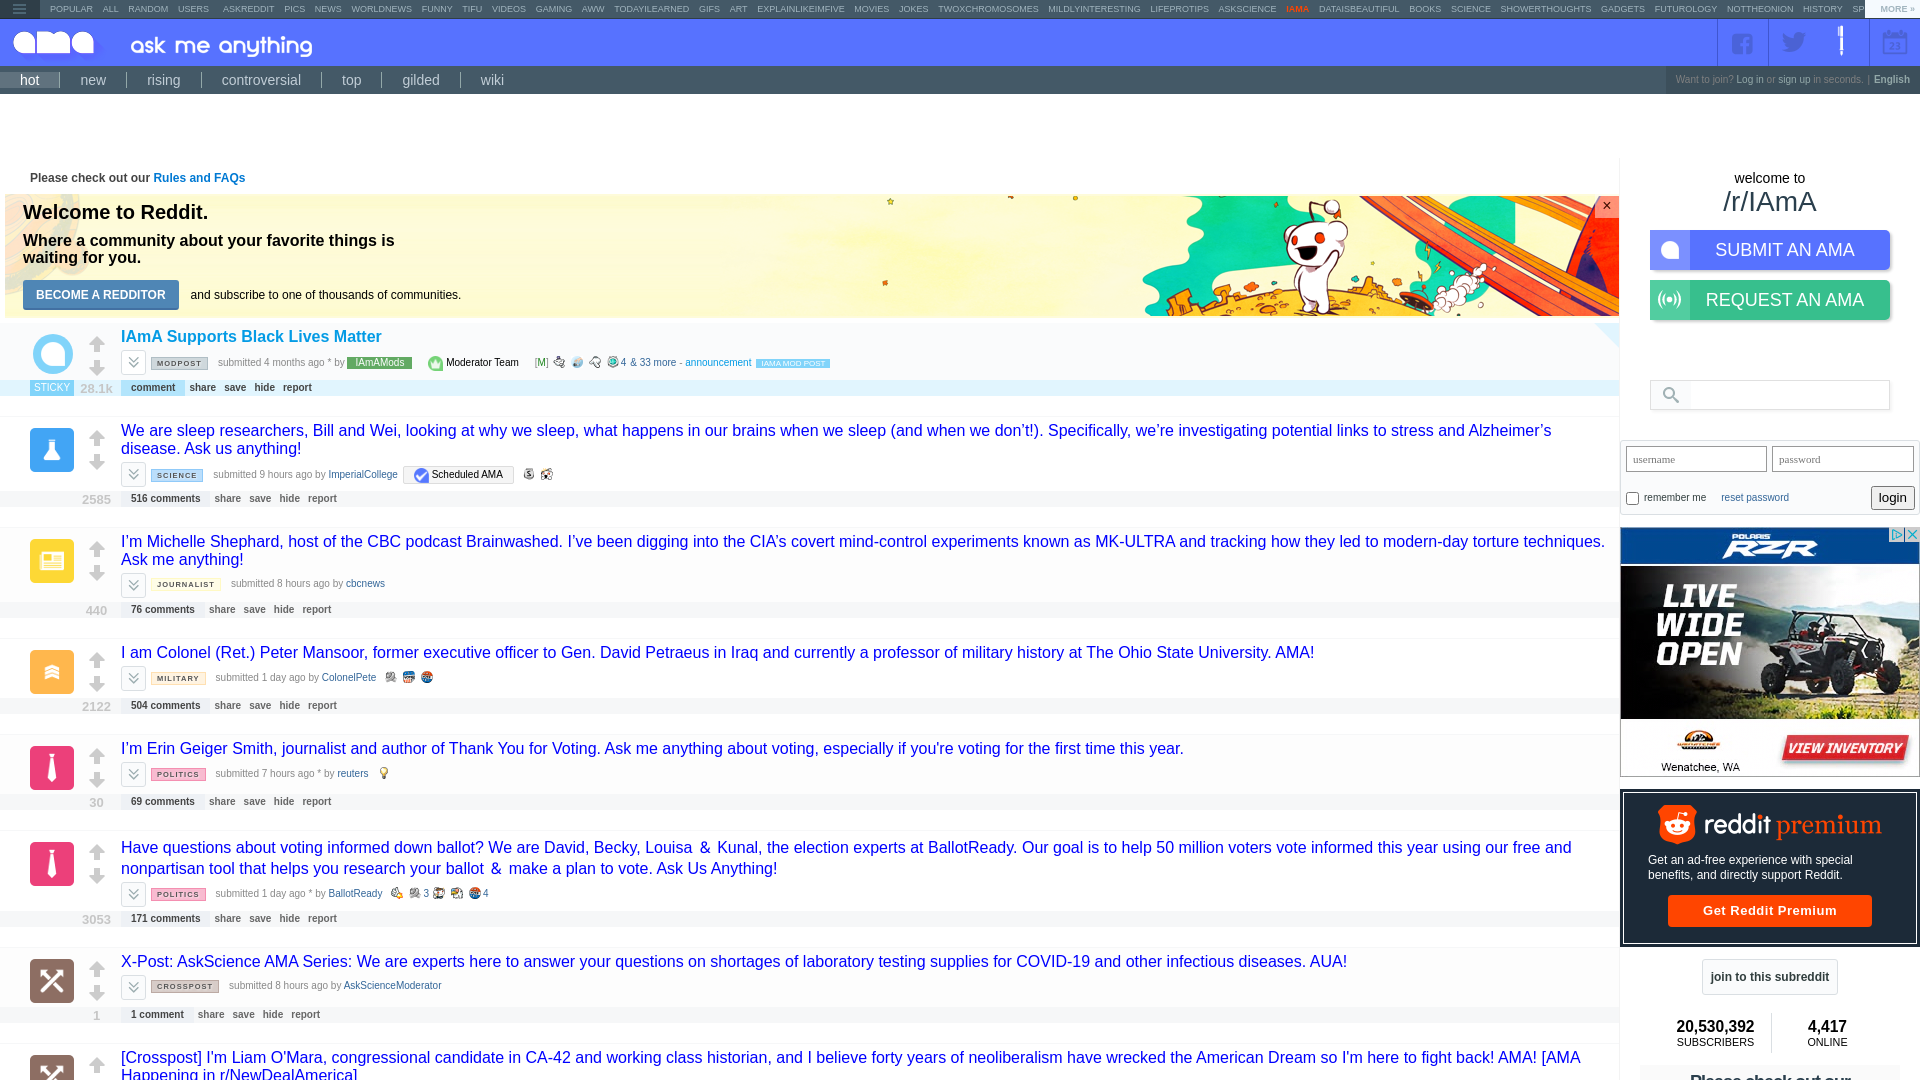 POPULAR ALL RANDOM USERS ASKREDDIT PICS NEWS WORLDNEWS FUNNY TIFU VIDEOS GAMING AWW TODAYILEARNED GIFS ART EXPLAINLIKEIMFIVE MOVIES JOKES TWOXCHROMOSOMES MILDLYINTERESTING LIFEPROTIPS ASKSCIENCE IAMA DATAISBEAUTIFUL BOOKS SCIENCE SHOWERTHOUGHTS GADGETS FUTUROLOGY NOTTHEONION HISTORY SP MORE »
ama ask me anything 23
hot new rising controversial top gilded wiki
Want to join? Log in or sign up in seconds. | English
Please check out our Rules and FAQs
Welcome to Reddit.
Where a community about your favorite things is
waiting for you.
BECOME A REDDITOR and subscribe to one of thousands of communities.
×
IAmA Supports Black Lives Matter
MODPOST submitted 4 months ago * by IAmAMods Moderator Team [M] 4 & 33 more - announcement IAMA MOD POST
STICKY 28.1k comment share save hide report
We are sleep researchers, Bill and Wei, looking at why we sleep, what happens in our brains when we sleep (and when we don’t!). Specifically, we’re investigating potential links to stress and Alzheimer’s
disease. Ask us anything!
SCIENCE submitted 9 hours ago by ImperialCollege Scheduled AMA
2585 516 comments share save hide report
I’m Michelle Shephard, host of the CBC podcast Brainwashed. I’ve been digging into the CIA’s covert mind-control experiments known as MK-ULTRA and tracking how they led to modern-day torture techniques.
Ask me anything!
JOURNALIST submitted 8 hours ago by cbcnews
440 76 comments share save hide report
I am Colonel (Ret.) Peter Mansoor, former executive officer to Gen. David Petraeus in Iraq and currently a professor of military history at The Ohio State University. AMA!
MILITARY submitted 1 day ago by ColonelPete
2122 504 comments share save hide report
I’m Erin Geiger Smith, journalist and author of Thank You for Voting. Ask me anything about voting, especially if you're voting for the first time this year.
POLITICS submitted 7 hours ago * by reuters
30 69 comments share save hide report
Have questions about voting informed down ballot? We are David, Becky, Louisa & Kunal, the election experts at BallotReady. Our goal is to help 50 million voters vote informed this year using our free and
nonpartisan tool that helps you research your ballot & make a plan to vote. Ask Us Anything!
POLITICS submitted 1 day ago * by BallotReady 3 4
3053 171 comments share save hide report
X-Post: AskScience AMA Series: We are experts here to answer your questions on shortages of laboratory testing supplies for COVID-19 and other infectious diseases. AUA!
CROSSPOST submitted 8 hours ago by AskScienceModerator
1 1 comment share save hide report
[Crosspost] I'm Liam O'Mara, congressional candidate in CA-42 and working class historian, and I believe forty years of neoliberalism have wrecked the American Dream so I'm here to fight back! AMA! [AMA
Happening in r/NewDealAmerica]
welcome to
/r/IAmA
SUBMIT AN AMA
REQUEST AN AMA
username password
remember me reset password login
POLARIS
RZR
LIVE
WIDE
OPEN
VIEW INVENTORY
Wenatchee, WA
reddit premium
Get an ad-free experience with special
benefits, and directly support Reddit.
Get Reddit Premium
join to this subreddit
20,530,392 4,417
SUBSCRIBERS ONLINE
Please check out our